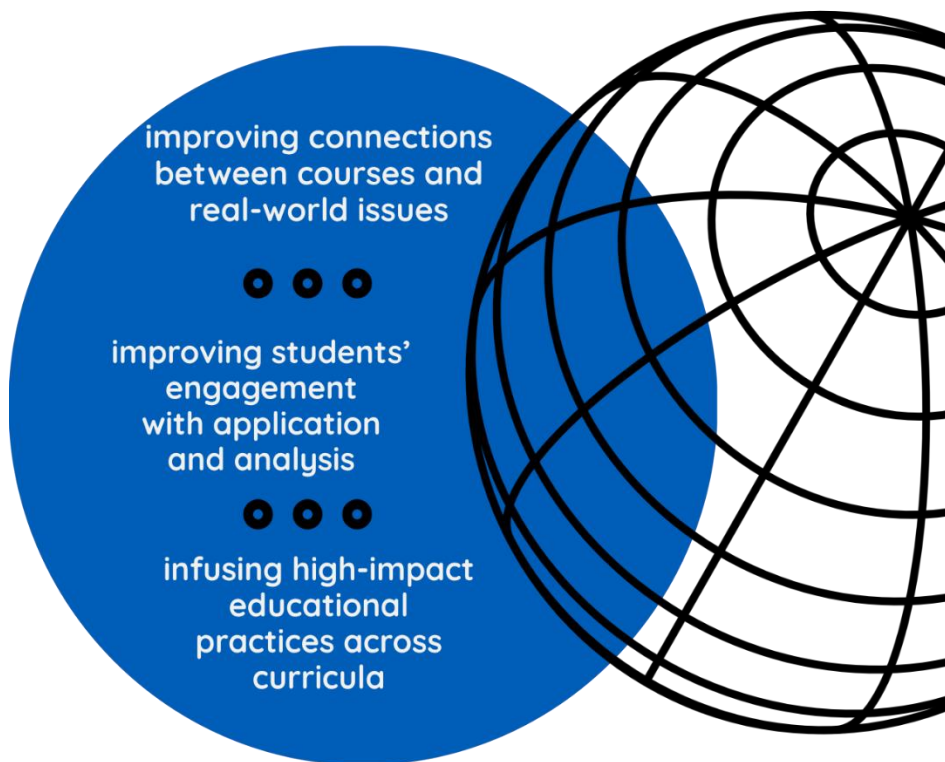 improving connections
between courses and
real-world issues
improving students’
engagement
with application
and analysis
infusing high-impact
educational
practices across
curricula